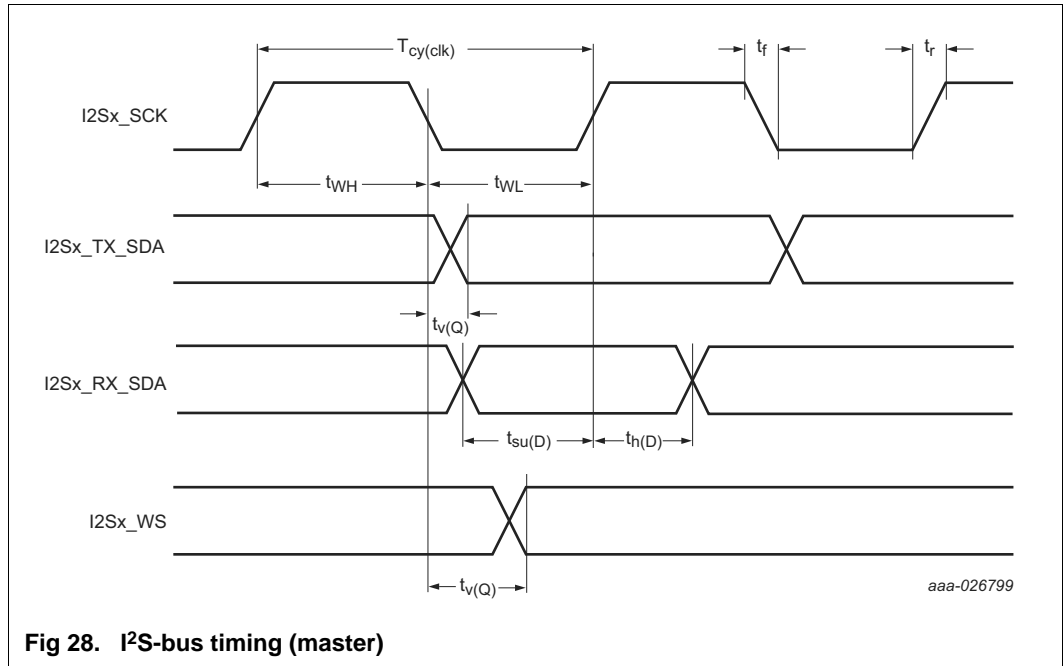 T_cy(clk) t_f t_r
I2Sx_SCK
t_WH t_WL
I2Sx_TX_SDA
t_v(Q)
I2Sx_RX_SDA
t_su(D) t_h(D)
I2Sx_WS
t_v(Q)
aaa-026799
Fig 28. I²S-bus timing (master)